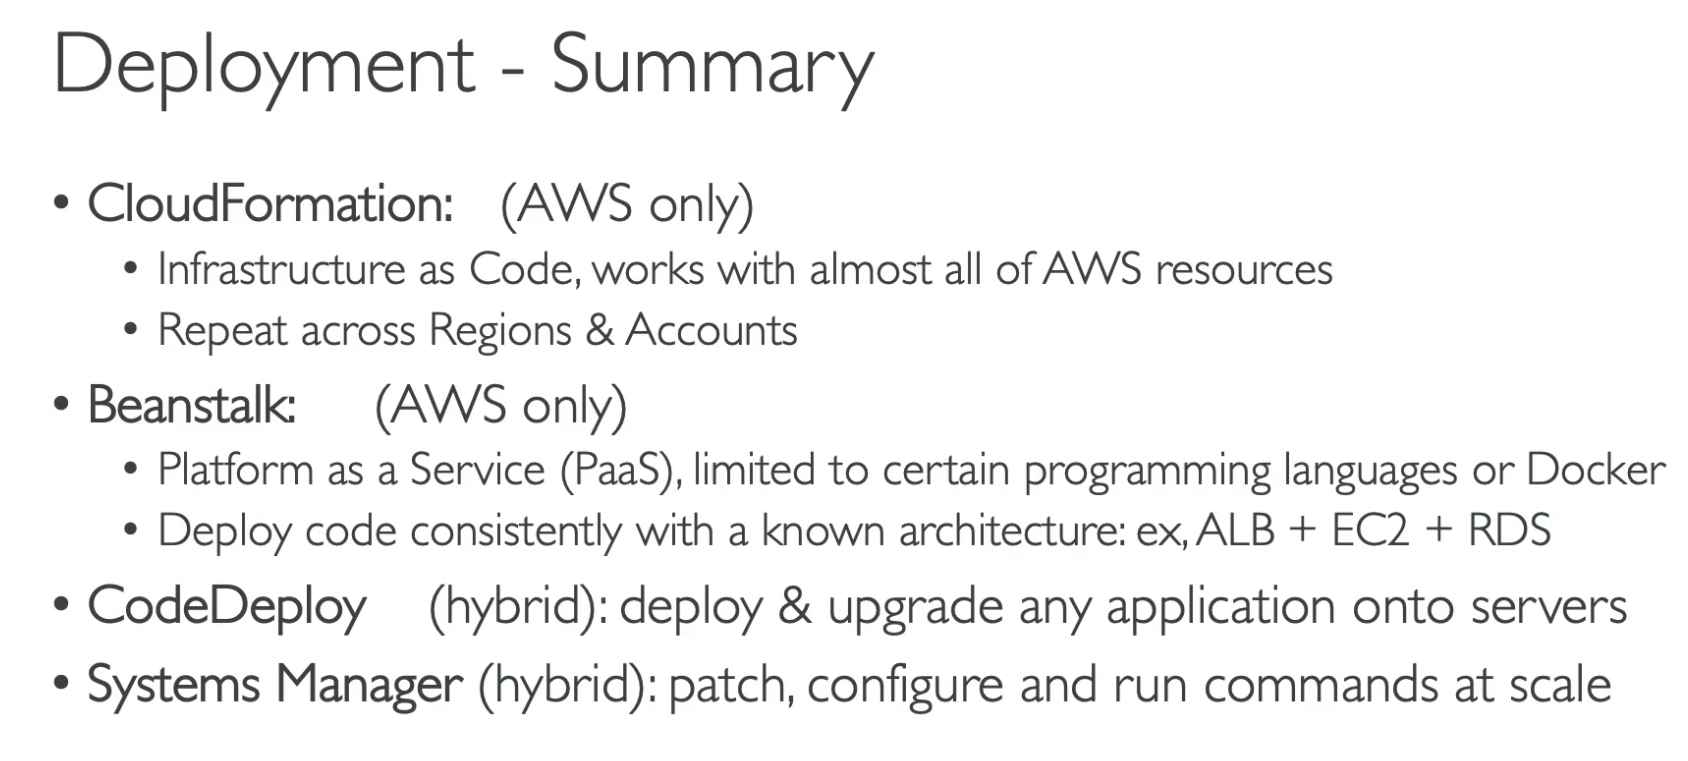 Deployment - Summary
• CloudFormation: (AWS only)
• Infrastructure as Code, works with almost all of AWS resources
• Repeat across Regions & Accounts
• Beanstalk: (AWS only)
• Platform as a Service (PaaS), limited to certain programming languages or Docker
• Deploy code consistently with a known architecture: ex, ALB + EC2 + RDS
• CodeDeploy (hybrid): deploy & upgrade any application onto servers
• Systems Manager (hybrid): patch, configure and run commands at scale